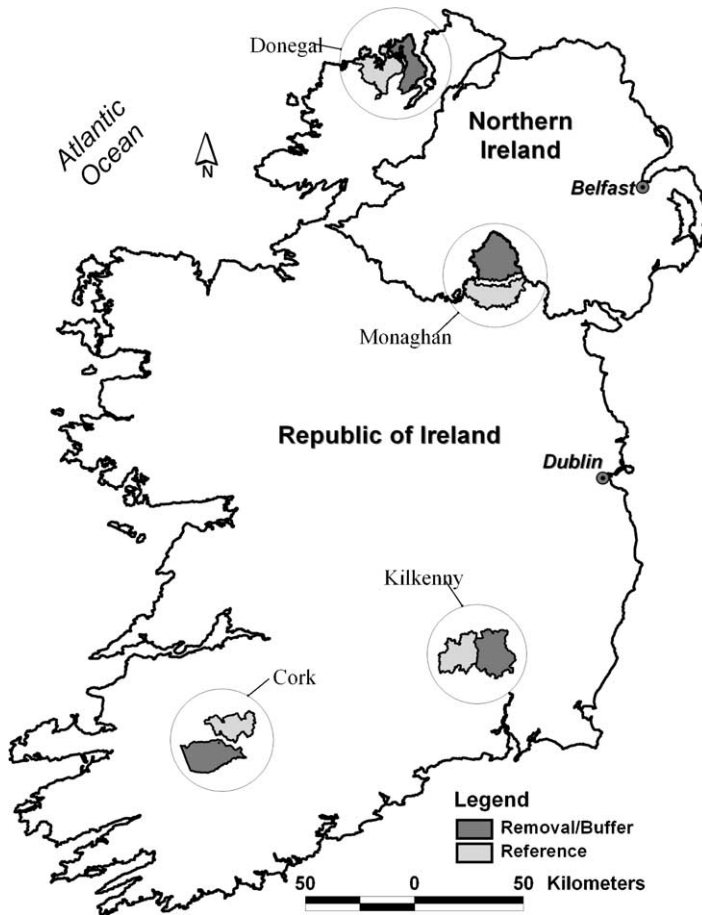 Donegal
Atlantic
Ocean
N
Northern
Ireland
Belfast
Monaghan
Republic of Ireland
Dublin
Kilkenny
Cork
Legend
Removal/Buffer
Reference
50 0 50 Kilometers